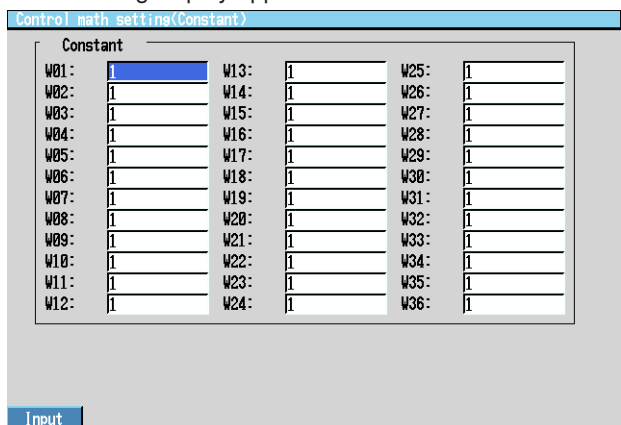 Control math setting(Constant)
Constant
W01: 1 W13: 1 W25: 1
W02: 1 W14: 1 W26: 1
W03: 1 W15: 1 W27: 1
W04: 1 W16: 1 W28: 1
W05: 1 W17: 1 W29: 1
W06: 1 W18: 1 W30: 1
W07: 1 W19: 1 W31: 1
W08: 1 W20: 1 W32: 1
W09: 1 W21: 1 W33: 1
W10: 1 W22: 1 W34: 1
W11: 1 W23: 1 W35: 1
W12: 1 W24: 1 W36: 1
Input